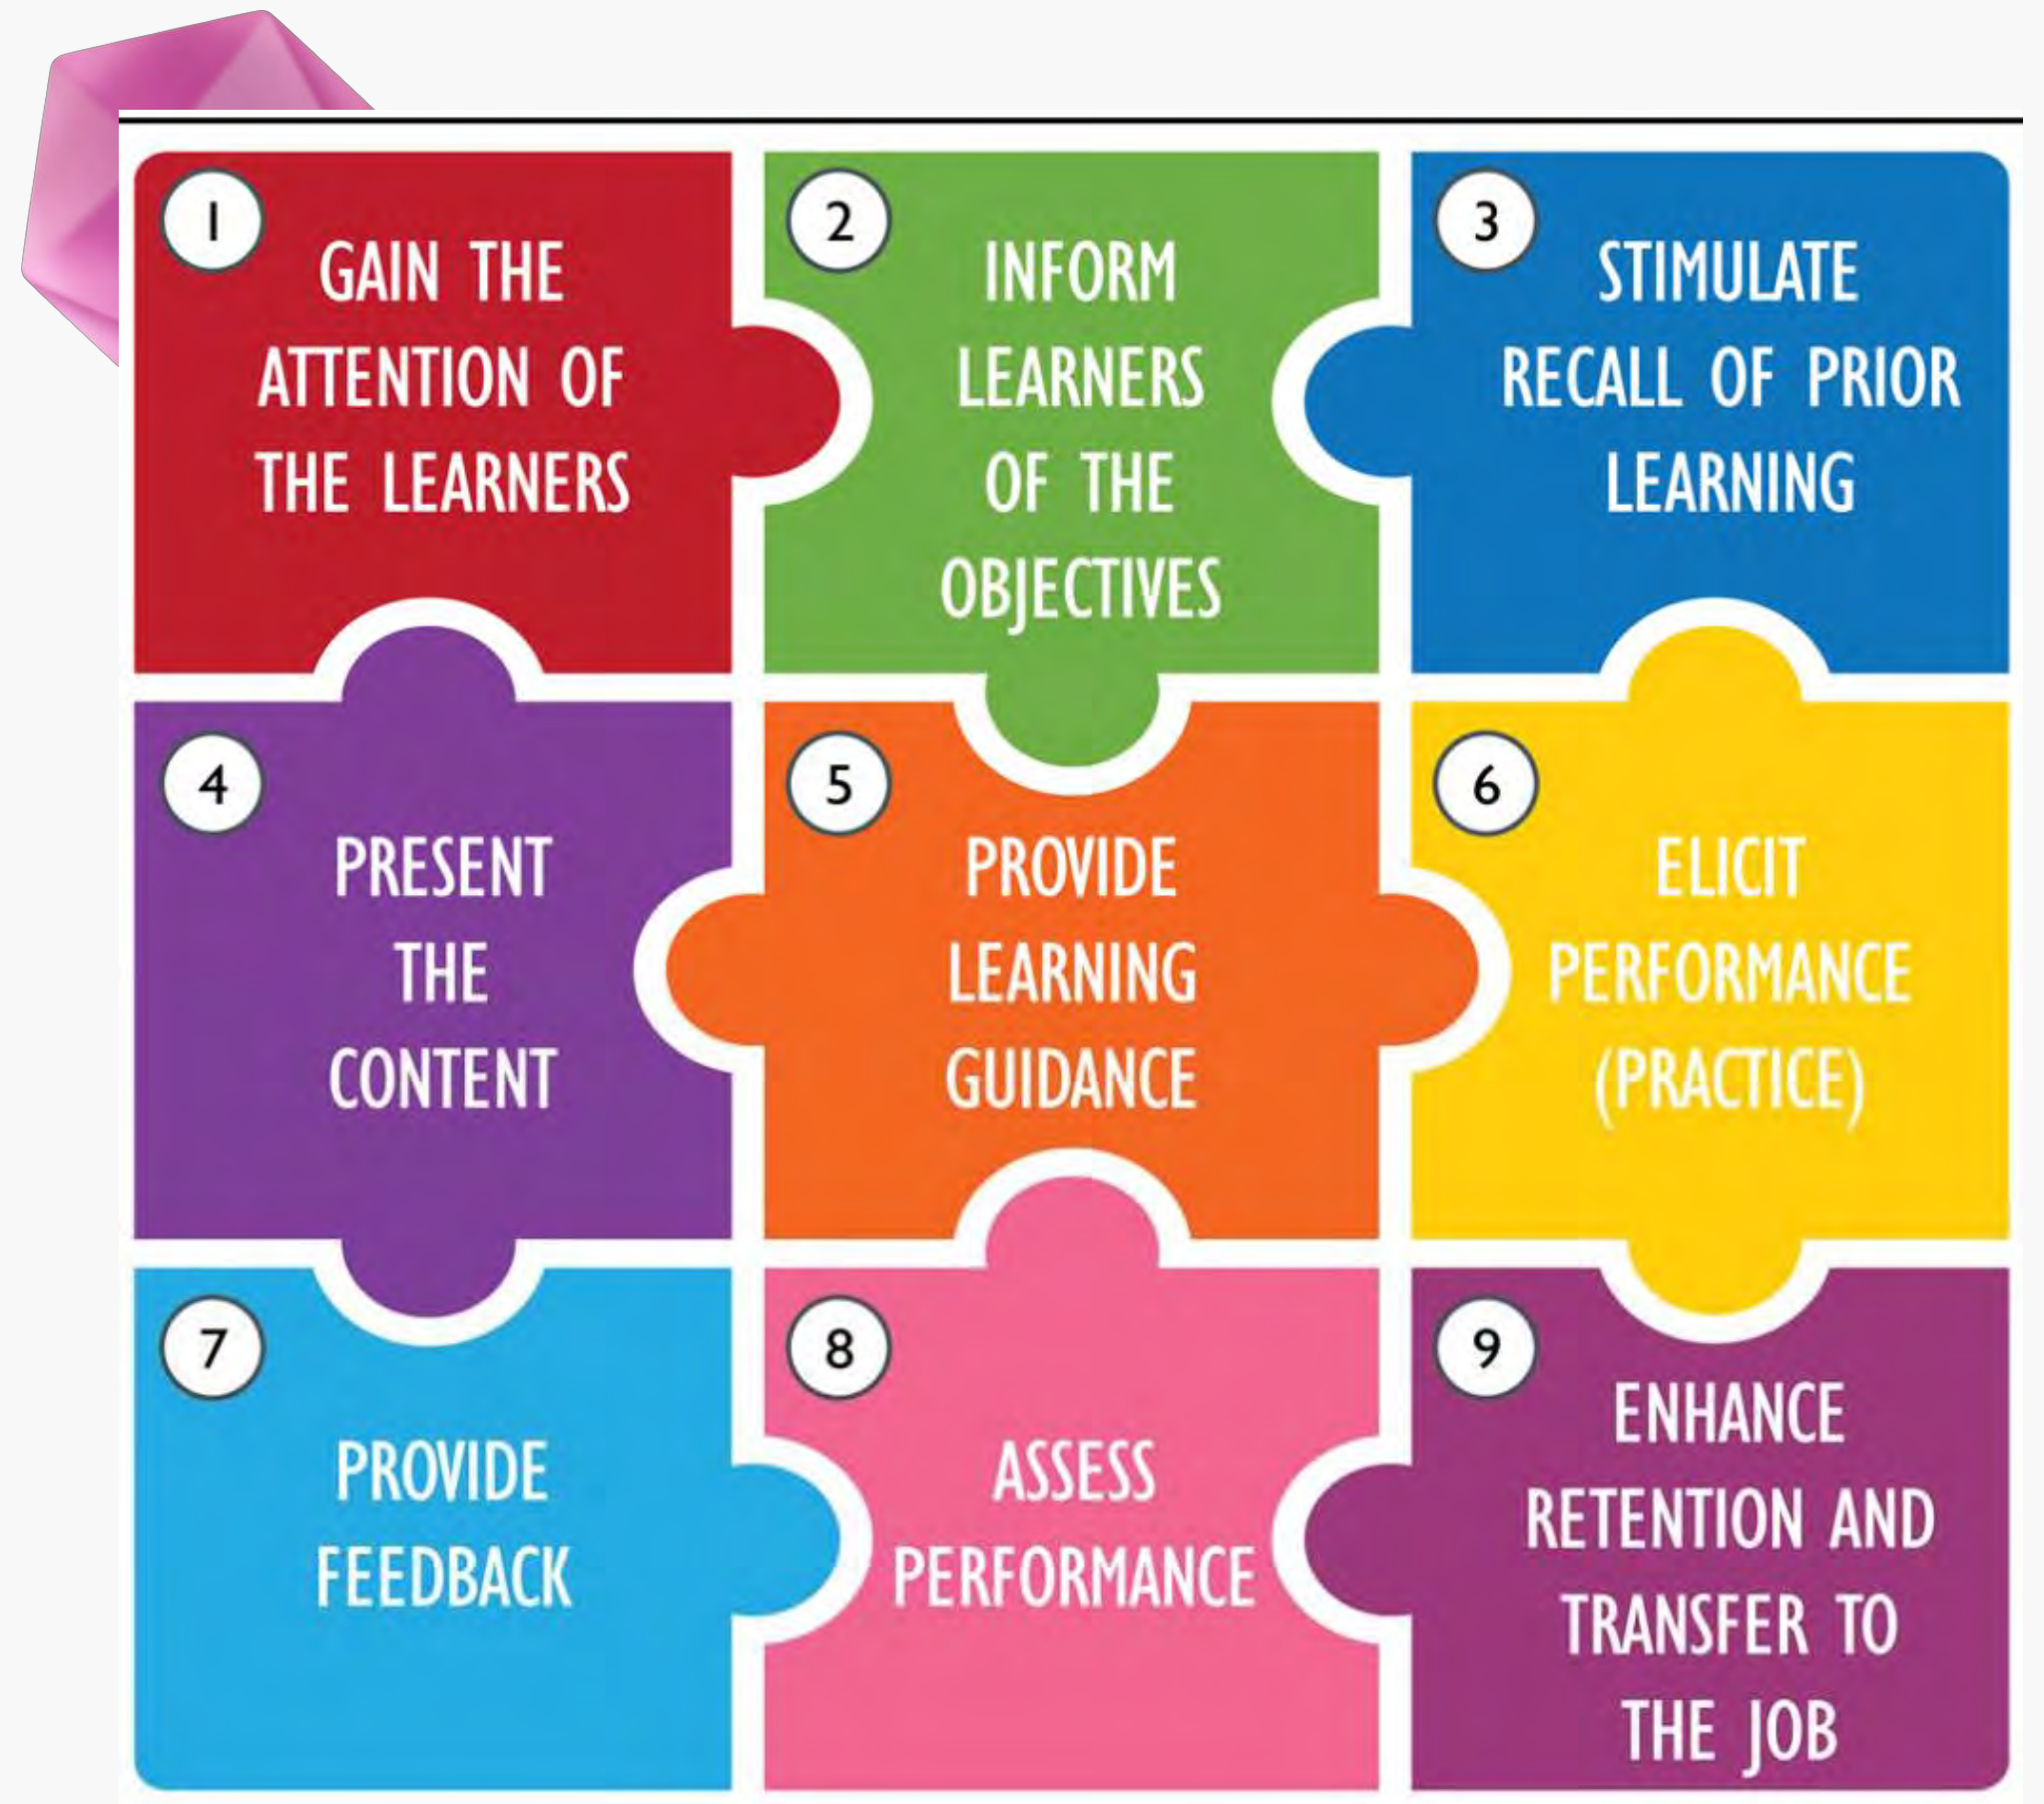 1
GAIN THE
ATTENTION OF
THE LEARNERS
2
INFORM
LEARNERS
OF THE
OBJECTIVES
3
STIMULATE
RECALL OF PRIOR
LEARNING
4
PRESENT
THE
CONTENT
5
PROVIDE
LEARNING
GUIDANCE
6
ELICIT
PERFORMANCE
(PRACTICE)
7
PROVIDE
FEEDBACK
8
ASSESS
PERFORMANCE
9
ENHANCE
RETENTION AND
TRANSFER TO
THE JOB